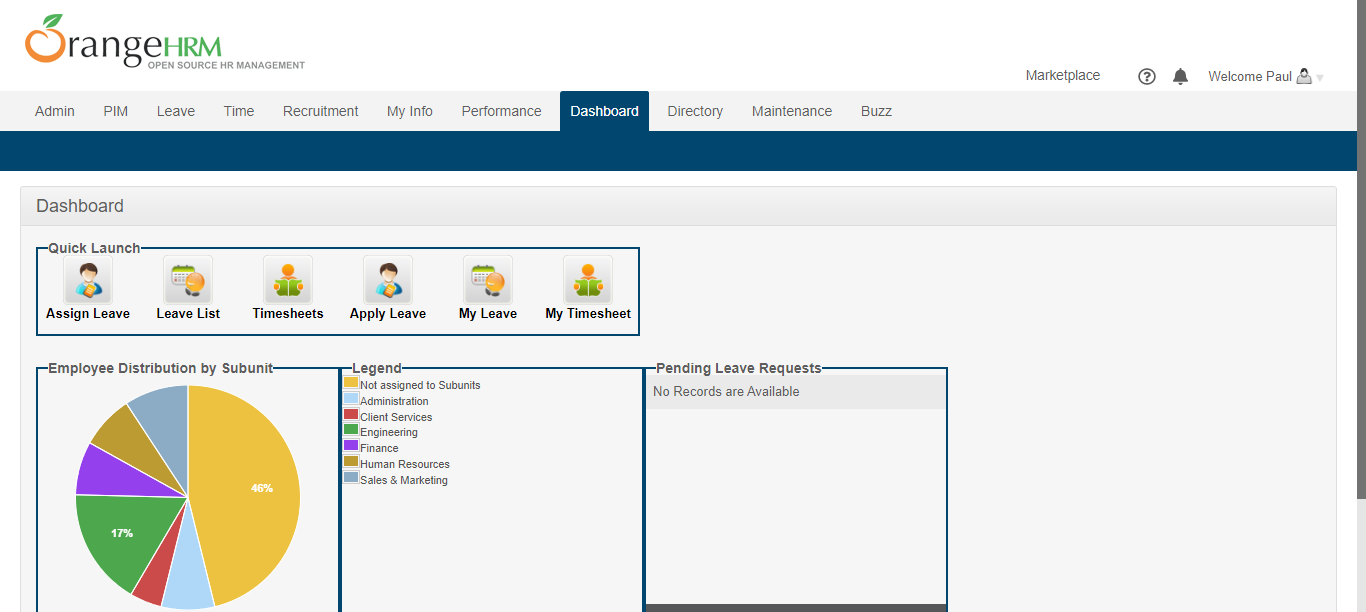 OrangeHRM
OPEN SOURCE HR MANAGEMENT
Marketplace ? Welcome Paul
Admin PIM Leave Time Recruitment My Info Performance Dashboard Directory Maintenance Buzz
Dashboard
Quick Launch
Assign Leave Leave List Timesheets Apply Leave My Leave My Timesheet
Employee Distribution by Subunit
46%
17%
Legend
Not assigned to Subunits
Administration
Client Services
Engineering
Finance
Human Resources
Sales & Marketing
Pending Leave Requests
No Records are Available